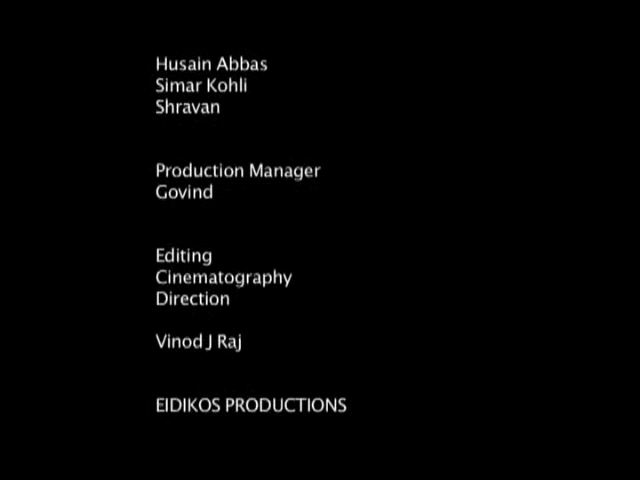 Husain Abbas
Simar Kohli
Shravan
Production Manager
Govind
Editing
Cinematography
Direction
Vinod J Raj
EIDIKOS PRODUCTIONS